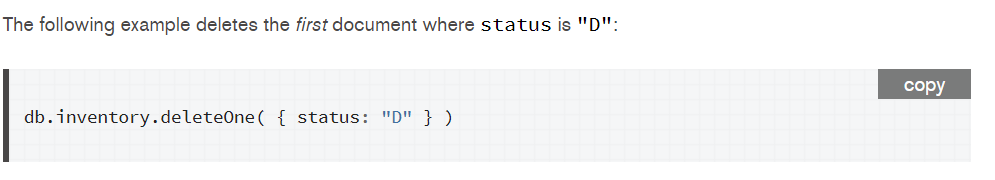 The following example deletes the first document where status is "D":
copy
db.inventory.deleteOne( { status: "D" } )